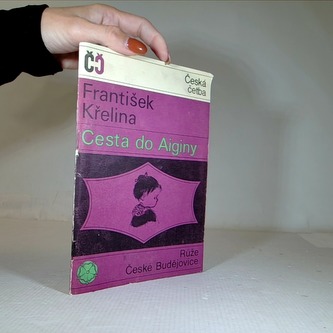 ČČ
Česká
četba
František
Křelina
Cesta do Aiginy
Růže
České Budějovice